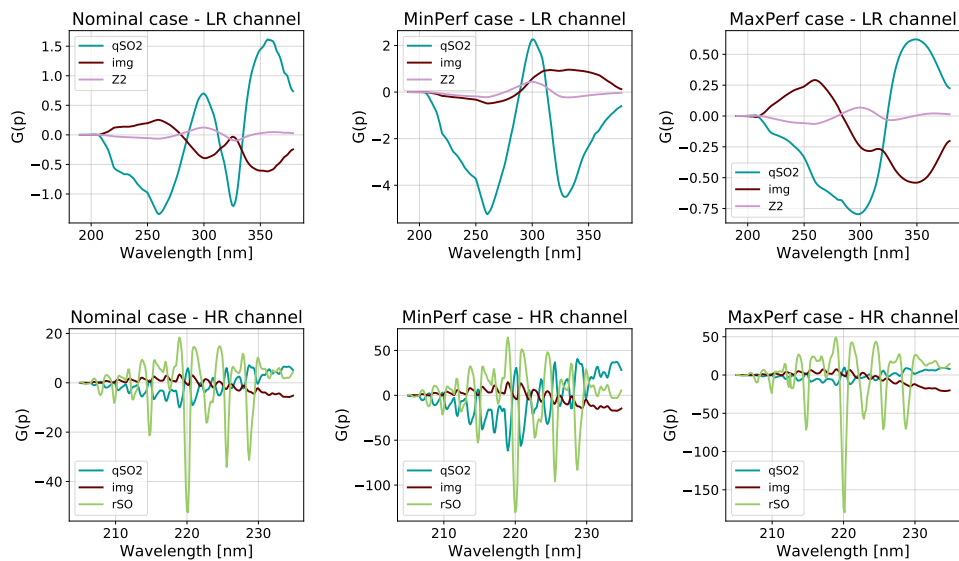 Nominal case - LR channel
G(p)
1.5
1.0
0.5
0.0
−0.5
−1.0
qSO2
img
Z2
200 250 300 350
Wavelength [nm]
MinPerf case - LR channel
G(p)
2
0
−2
−4
qSO2
img
Z2
200 250 300 350
Wavelength [nm]
MaxPerf case - LR channel
G(p)
0.50
0.25
0.00
−0.25
−0.50
−0.75
qSO2
img
Z2
200 250 300 350
Wavelength [nm]
Nominal case - HR channel
G(p)
20
0
−20
−40
qSO2
img
rSO
210 220 230
Wavelength [nm]
MinPerf case - HR channel
G(p)
50
0
−50
−100
qSO2
img
rSO
210 220 230
Wavelength [nm]
MaxPerf case - HR channel
G(p)
50
0
−50
−100
−150
qSO2
img
rSO
210 220 230
Wavelength [nm]